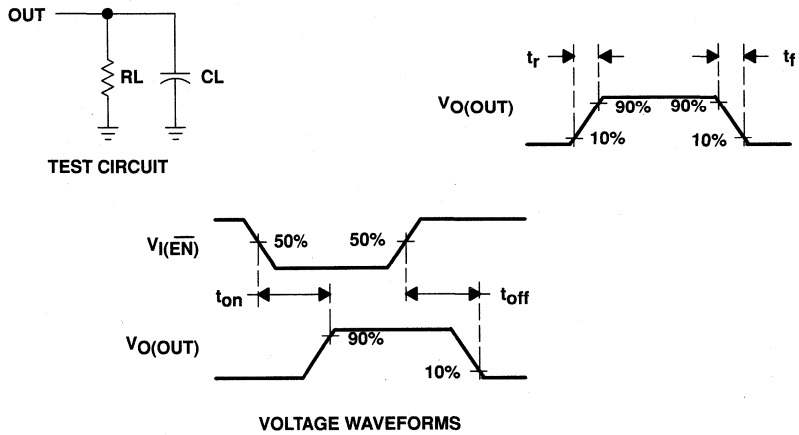 OUT
RL CL
TEST CIRCUIT
tr tf
VO(OUT)
90% 90%
10% 10%
VI(EN̅)
50% 50%
ton toff
VO(OUT)
90%
10%
VOLTAGE WAVEFORMS